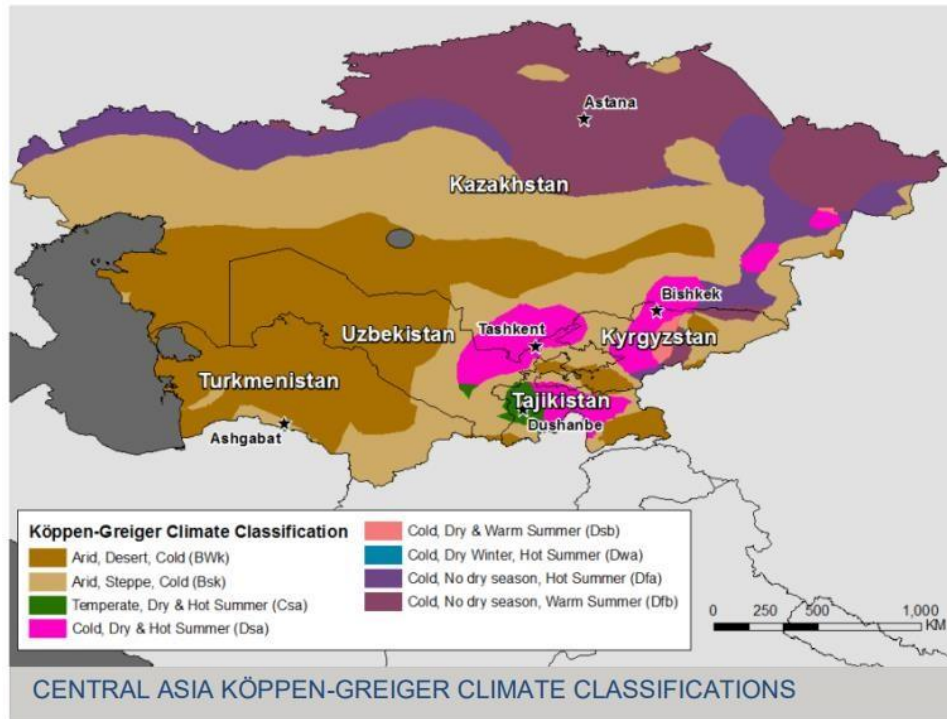 Astana
Kazakhstan
Bishkek
Uzbekistan
Tashkent
Kyrgyzstan
Turkmenistan
Tajikistan
Ashgabat
Dushanbe
Köppen-Greiger Climate Classification
Arid, Desert, Cold (BWk)
Arid, Steppe, Cold (Bsk)
Temperate, Dry & Hot Summer (Csa)
Cold, Dry & Hot Summer (Dsa)
Cold, Dry & Warm Summer (Dsb)
Cold, Dry Winter, Hot Summer (Dwa)
Cold, No dry season, Hot Summer (Dfa)
Cold, No dry season, Warm Summer (Dfb)
0 250 500 1,000
KM
CENTRAL ASIA KÖPPEN-GREIGER CLIMATE CLASSIFICATIONS